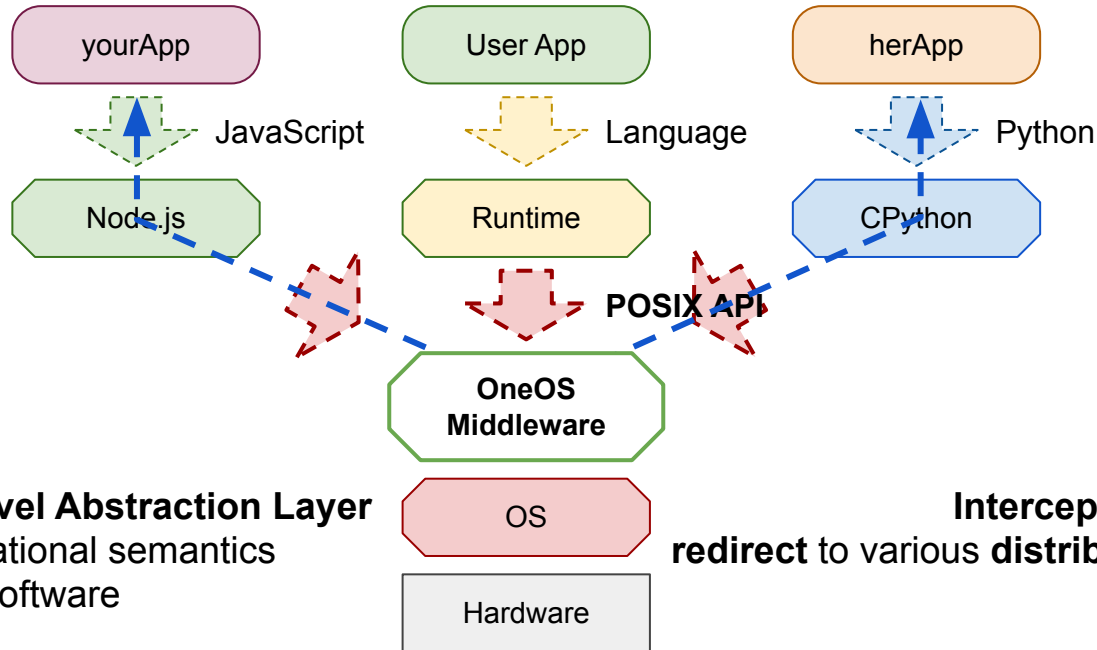 yourApp
User App
herApp
JavaScript
Language
Python
Node.js
Runtime
CPython
POSIX API
OneOS
Middleware
vel Abstraction Layer
ational semantics
oftware
OS
Intercep
redirect to various distrib
Hardware